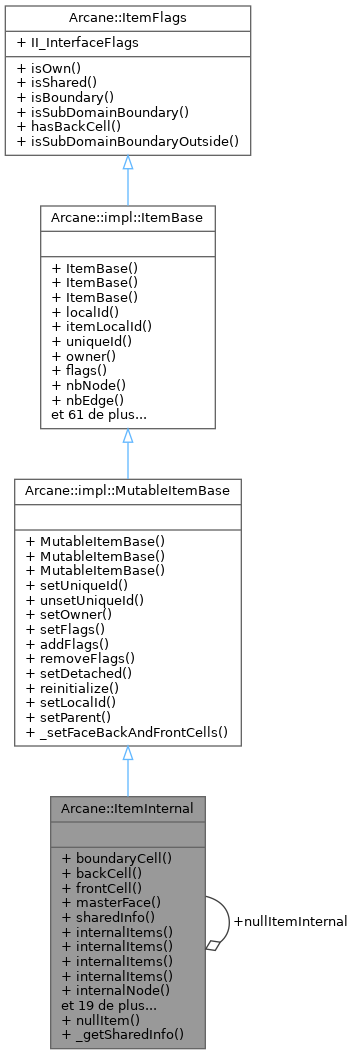 Arcane::ItemFlags
+ II_InterfaceFlags
+ isOwn()
+ isShared()
+ isBoundary()
+ isSubDomainBoundary()
+ hasBackCell()
+ isSubDomainBoundaryOutside()
Arcane::impl::ItemBase
+ ItemBase()
+ ItemBase()
+ ItemBase()
+ localId()
+ itemLocalId()
+ uniqueId()
+ owner()
+ flags()
+ nbNode()
+ nbEdge()
et 61 de plus...
Arcane::impl::MutableItemBase
+ MutableItemBase()
+ MutableItemBase()
+ MutableItemBase()
+ setUniqueId()
+ unsetUniqueId()
+ setOwner()
+ setFlags()
+ addFlags()
+ removeFlags()
+ setDetached()
+ reinitialize()
+ setLocalId()
+ setParent()
+ _setFaceBackAndFrontCells()
Arcane::ItemInternal
+ boundaryCell()
+ backCell()
+ frontCell()
+ masterFace()
+ sharedInfo()
+ internalItems()
+ internalItems()
+ internalItems()
+ internalItems()
+ internalNode()
et 19 de plus...
+ nullItem()
+ _getSharedInfo()
+nullItemInternal